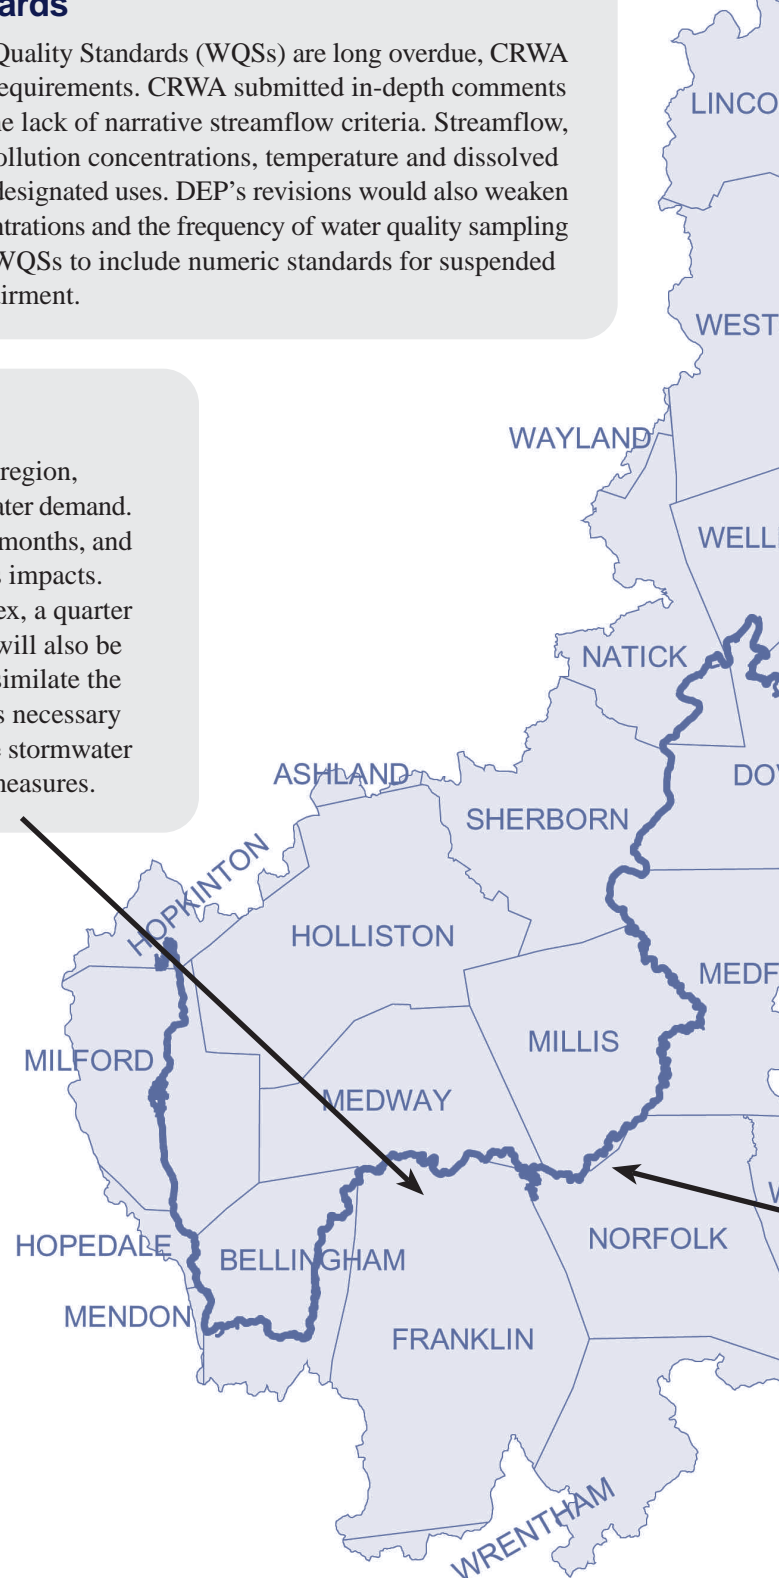 ards
Quality Standards (WQSs) are long overdue, CRWA
equirements. CRWA submitted in-depth comments
e lack of narrative streamflow criteria. Streamflow,
ollution concentrations, temperature and dissolved
designated uses. DEP's revisions would also weaken
ntrations and the frequency of water quality sampling
WQSs to include numeric standards for suspended
airment.
region,
ater demand.
months, and
s impacts.
ex, a quarter
will also be
similate the
s necessary
e stormwater
neasures.
LINCO
WEST
WAYLAND
WELL
NATICK
ASHLAND
DO
SHERBORN
HOPKINTON
HOLLISTON
MEDF
MILLIS
MILFORD
MEDWAY
W
NORFOLK
HOPEDALE
BELLINGHAM
MENDON
FRANKLIN
WRENTHAM